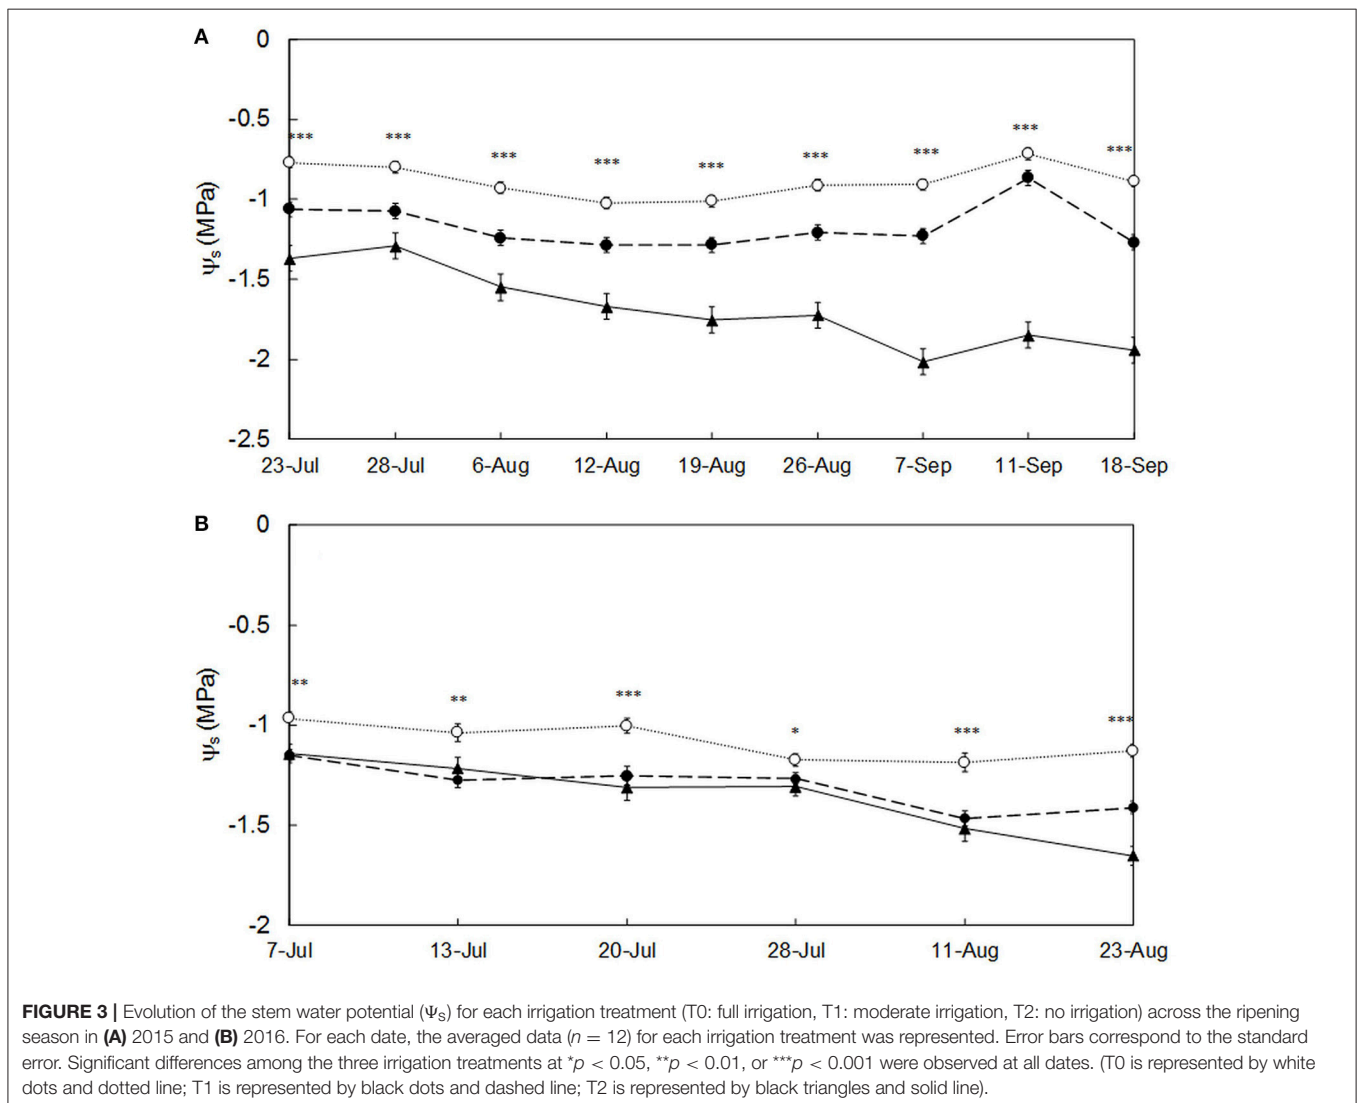 A
0
-0.5
-1
-1.5
-2
-2.5
Ψs (MPa)
*** *** *** *** *** *** *** *** ***
23-Jul 28-Jul 6-Aug 12-Aug 19-Aug 26-Aug 7-Sep 11-Sep 18-Sep
B
0
-0.5
-1
-1.5
-2
Ψs (MPa)
** ** *** * *** ***
7-Jul 13-Jul 20-Jul 28-Jul 11-Aug 23-Aug
FIGURE 3 | Evolution of the stem water potential (ΨS) for each irrigation treatment (T0: full irrigation, T1: moderate irrigation, T2: no irrigation) across the ripening
season in (A) 2015 and (B) 2016. For each date, the averaged data (n = 12) for each irrigation treatment was represented. Error bars correspond to the standard
error. Significant differences among the three irrigation treatments at *p < 0.05, **p < 0.01, or ***p < 0.001 were observed at all dates. (T0 is represented by white
dots and dotted line; T1 is represented by black dots and dashed line; T2 is represented by black triangles and solid line).